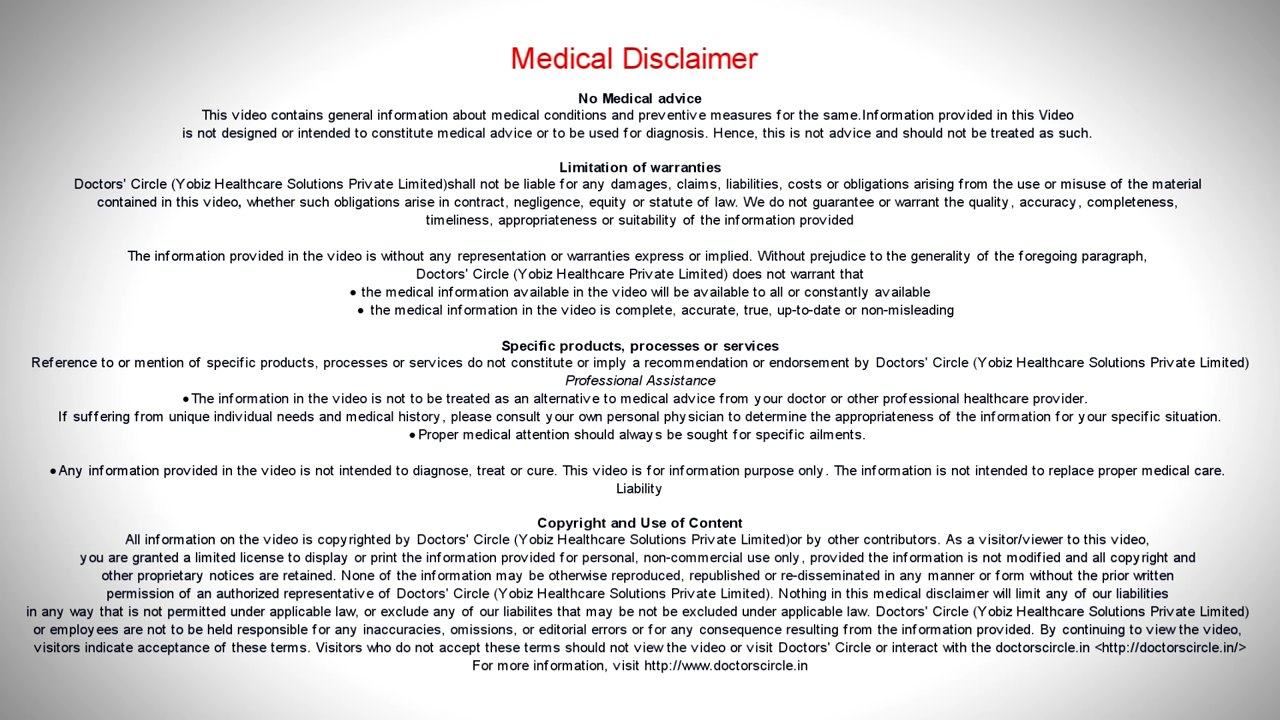 Medical Disclaimer
No Medical advice
This video contains general information about medical conditions and preventive measures for the same.Information provided in this Video
is not designed or intended to constitute medical advice or to be used for diagnosis. Hence, this is not advice and should not be treated as such.
Limitation of warranties
Doctors' Circle (Yobiz Healthcare Solutions Private Limited)shall not be liable for any damages, claims, liabilities, costs or obligations arising from the use or misuse of the material
contained in this video, whether such obligations arise in contract, negligence, equity or statute of law. We do not guarantee or warrant the quality, accuracy, completeness,
timeliness, appropriateness or suitability of the information provided
The information provided in the video is without any representation or warranties express or implied. Without prejudice to the generality of the foregoing paragraph,
Doctors' Circle (Yobiz Healthcare Private Limited) does not warrant that
• the medical information available in the video will be available to all or constantly available
• the medical information in the video is complete, accurate, true, up-to-date or non-misleading
Specific products, processes or services
Reference to or mention of specific products, processes or services do not constitute or imply a recommendation or endorsement by Doctors' Circle (Yobiz Healthcare Solutions Private Limited)
Professional Assistance
•The information in the video is not to be treated as an alternative to medical advice from your doctor or other professional healthcare provider.
If suffering from unique individual needs and medical history, please consult your own personal physician to determine the appropriateness of the information for your specific situation.
•Proper medical attention should always be sought for specific ailments.
•Any information provided in the video is not intended to diagnose, treat or cure. This video is for information purpose only. The information is not intended to replace proper medical care.
Liability
Copyright and Use of Content
All information on the video is copyrighted by Doctors' Circle (Yobiz Healthcare Solutions Private Limited)or by other contributors. As a visitor/viewer to this video,
you are granted a limited license to display or print the information provided for personal, non-commercial use only, provided the information is not modified and all copyright and
other proprietary notices are retained. None of the information may be otherwise reproduced, republished or re-disseminated in any manner or form without the prior written
permission of an authorized representative of Doctors' Circle (Yobiz Healthcare Solutions Private Limited). Nothing in this medical disclaimer will limit any of our liabilities
in any way that is not permitted under applicable law, or exclude any of our liabilites that may be not be excluded under applicable law. Doctors' Circle (Yobiz Healthcare Solutions Private Limited)
or employees are not to be held responsible for any inaccuracies, omissions, or editorial errors or for any consequence resulting from the information provided. By continuing to view the video,
visitors indicate acceptance of these terms. Visitors who do not accept these terms should not view the video or visit Doctors' Circle or interact with the doctorscircle.in <http://doctorscircle.in/>
For more information, visit http://www.doctorscircle.in